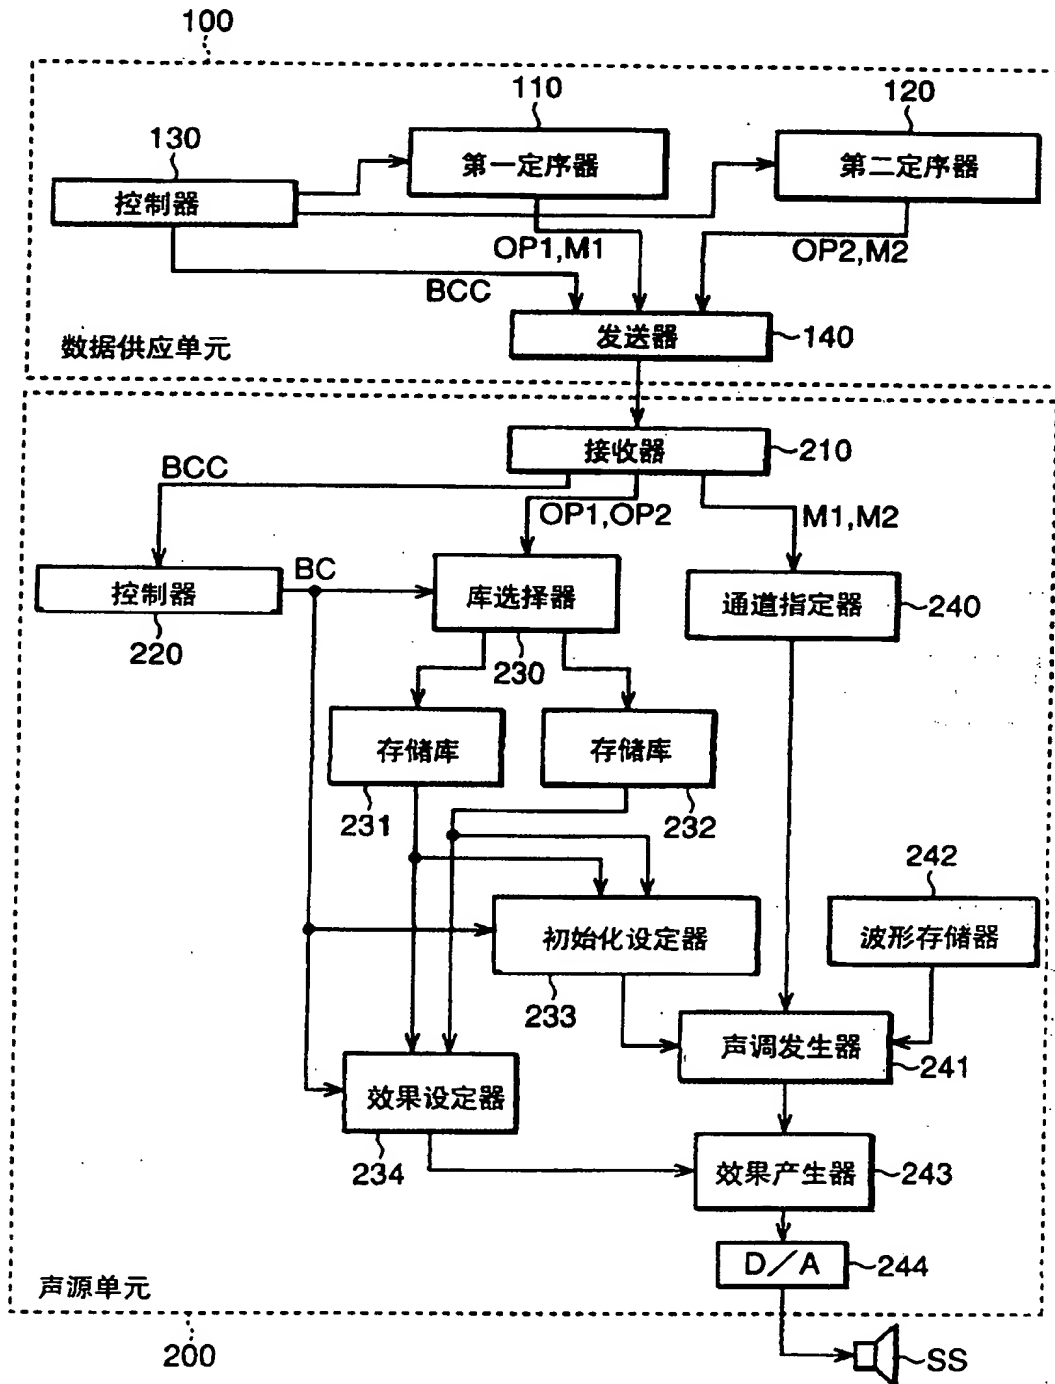 100
110
120
130
第一定序器
第二定序器
控制器
OP1,M1
OP2,M2
BCC
发送器
140
数据供应单元
接收器
210
BCC
OP1,OP2
M1,M2
BC
控制器
库选择器
通道指定器
240
220
230
存储库
存储库
231
232
242
初始化设定器
波形存储器
233
声调发生器
241
效果设定器
234
效果产生器
243
D/A
244
声源单元
200
SS